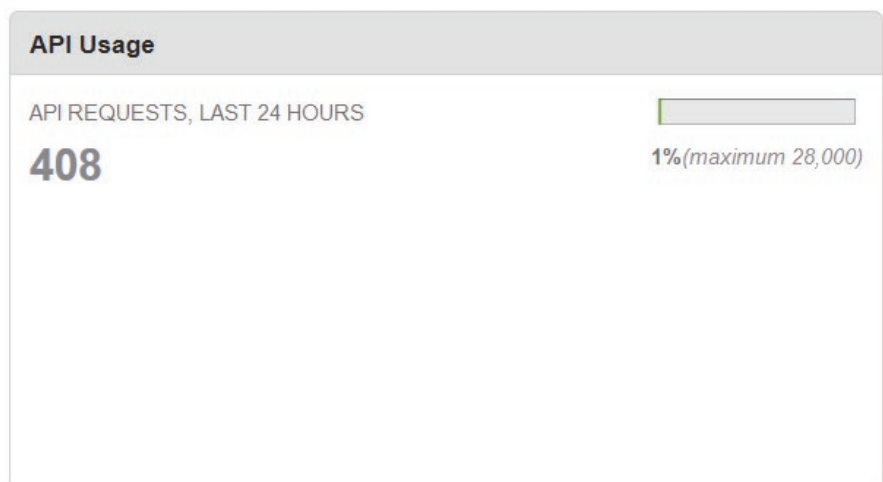 API Usage
API REQUESTS, LAST 24 HOURS
408
1%(maximum 28,000)